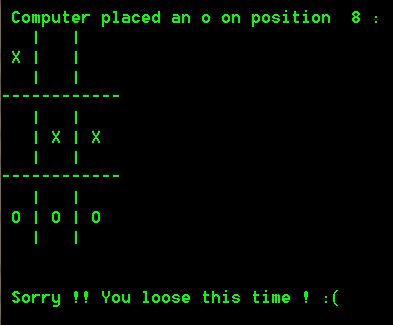 Computer placed an o on position 8 :
X
X X
O O O
Sorry !! You loose this time ! :(